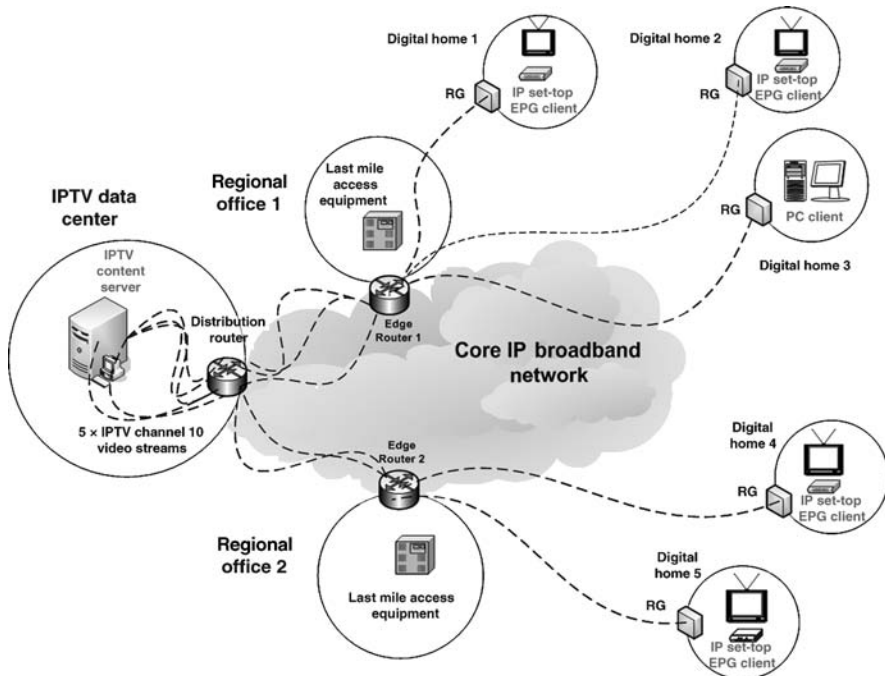 Digital home 1
RG
IP set-top
EPG client
Digital home 2
RG
IP set-top
EPG client
RG
PC client
Digital home 3
Regional
office 1
Last mile
access
equipment
IPTV data
center
IPTV
content
server
Distribution
router
5 × IPTV channel 10
video streams
Edge
Router 1
Core IP broadband
network
Edge
Router 2
Regional
office 2
Last mile access
equipment
Digital
home 4
RG
IP set-top
EPG client
Digital
home 5
RG
IP set-top
EPG client